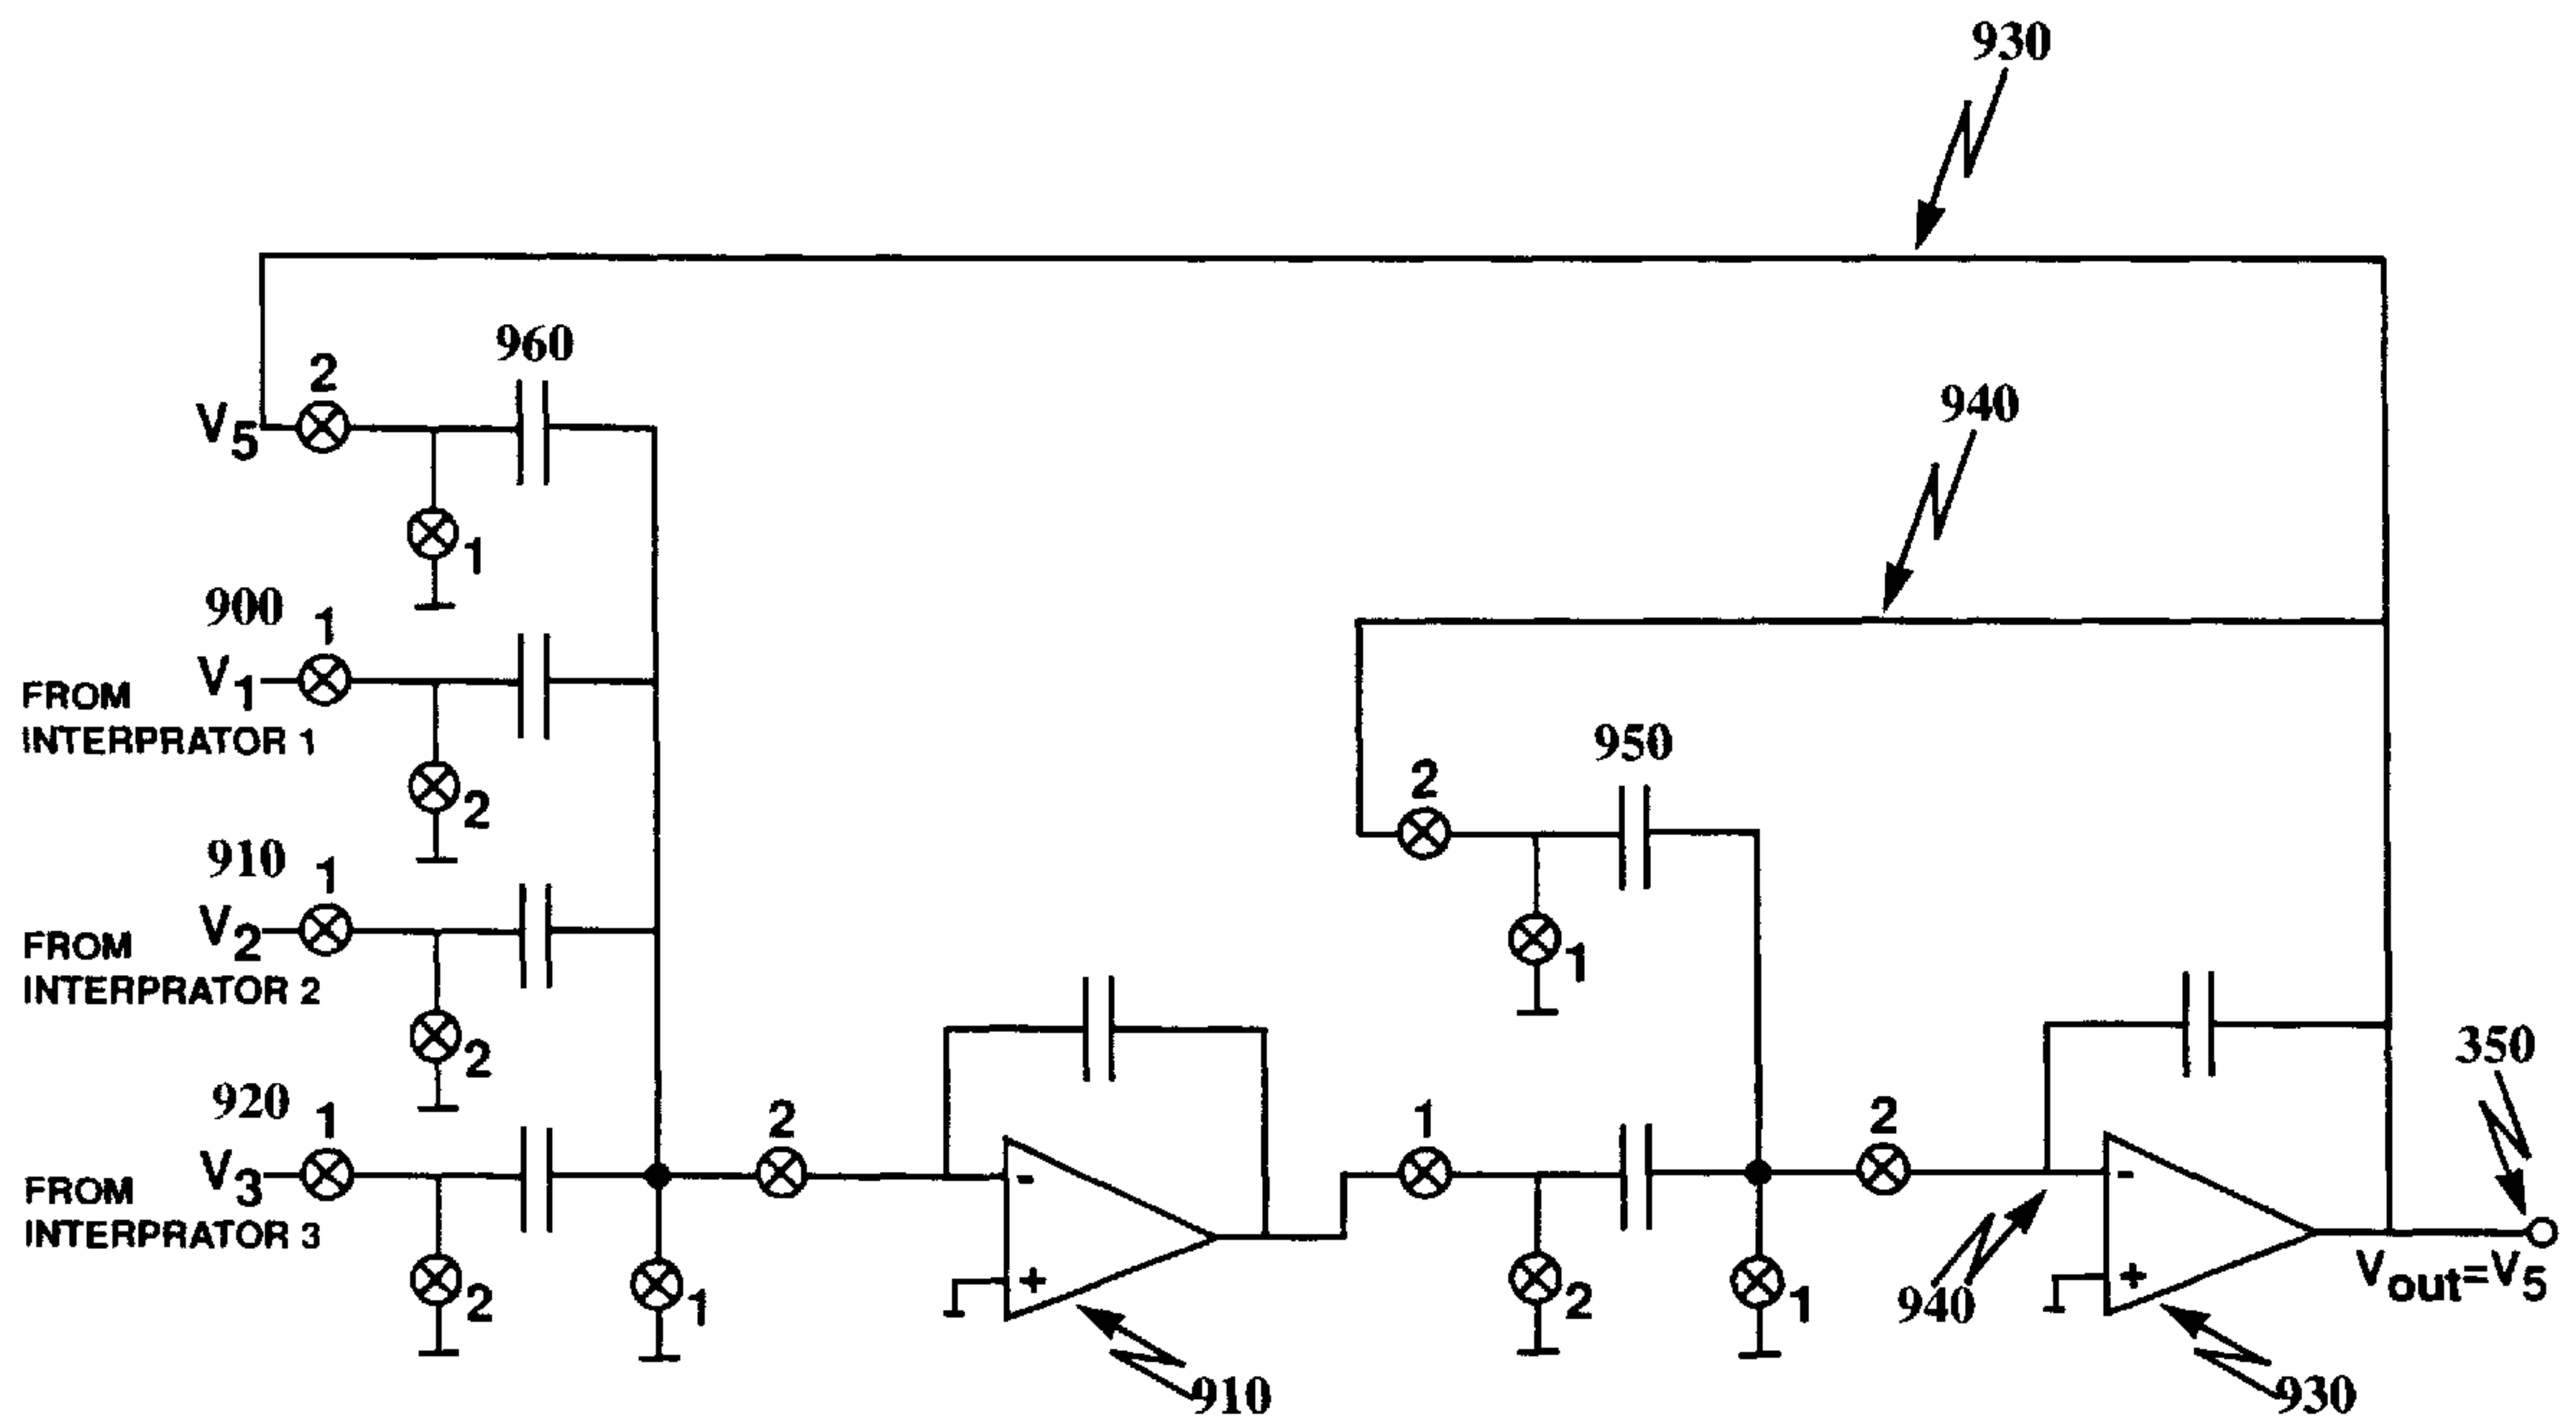 930
940
960
2
V5
1
900
1
V1
FROM
INTERPRATOR 1
2
950
2
1
910
1
V2
FROM
INTERPRATOR 2
2
920
1
V3
FROM
INTERPRATOR 3
2
1
2
-
+
910
1
2
1
2
940
-
+
930
350
Vout=V5